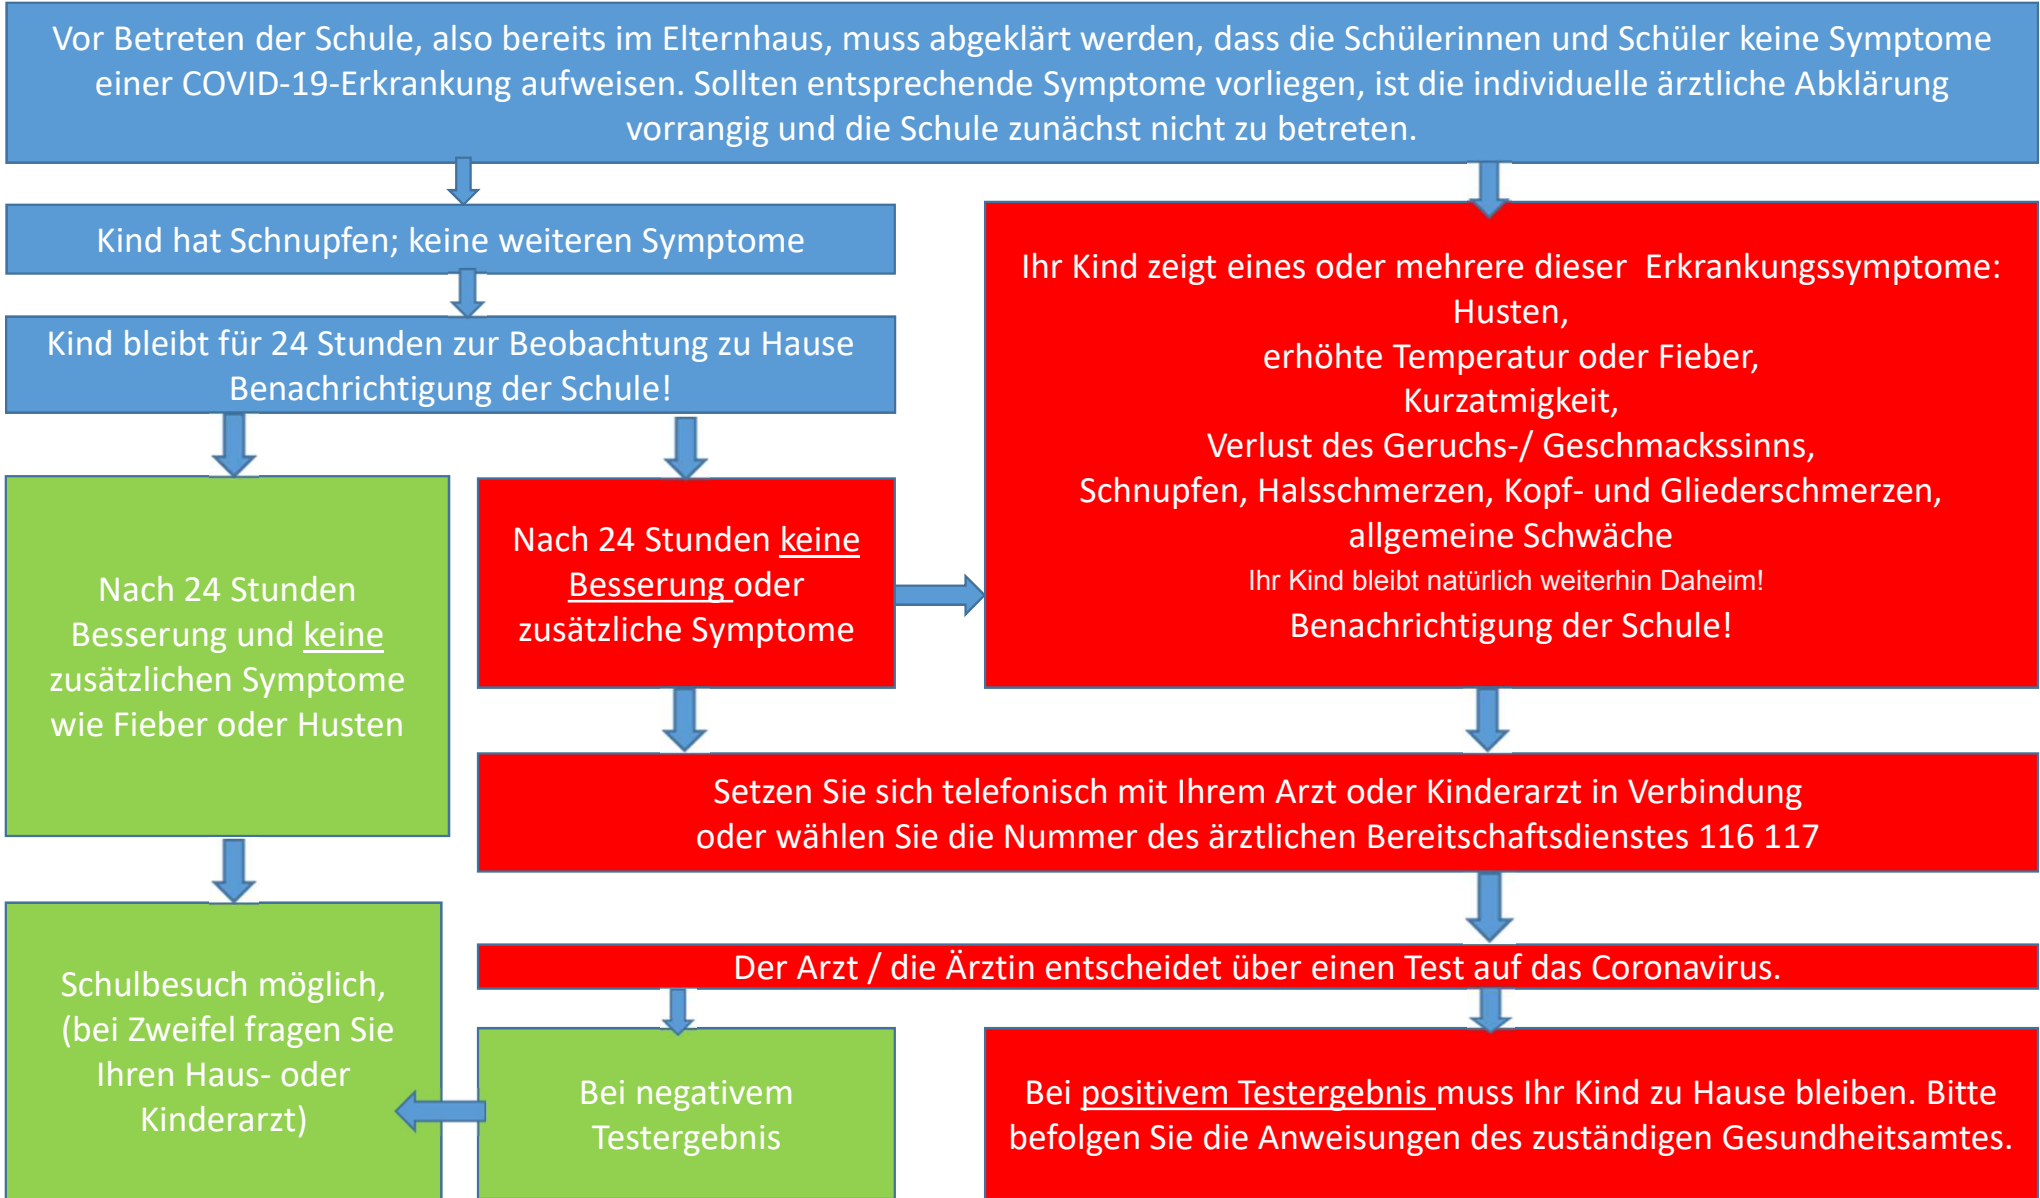 Vor Betreten der Schule, also bereits im Elternhaus, muss abgeklärt werden, dass die Schülerinnen und Schüler keine Symptome
einer COVID-19-Erkrankung aufweisen. Sollten entsprechende Symptome vorliegen, ist die individuelle ärztliche Abklärung
vorrangig und die Schule zunächst nicht zu betreten.
Kind hat Schnupfen; keine weiteren Symptome
Kind bleibt für 24 Stunden zur Beobachtung zu Hause
Benachrichtigung der Schule!
Nach 24 Stunden
Besserung und keine
zusätzlichen Symptome
wie Fieber oder Husten
Nach 24 Stunden keine
Besserung oder
zusätzliche Symptome
Ihr Kind zeigt eines oder mehrere dieser Erkrankungssymptome:
Husten,
erhöhte Temperatur oder Fieber,
Kurzatmigkeit,
Verlust des Geruchs-/ Geschmackssinns,
Schnupfen, Halsschmerzen, Kopf- und Gliederschmerzen,
allgemeine Schwäche
Ihr Kind bleibt natürlich weiterhin Daheim!
Benachrichtigung der Schule!
Setzen Sie sich telefonisch mit Ihrem Arzt oder Kinderarzt in Verbindung
oder wählen Sie die Nummer des ärztlichen Bereitschaftsdienstes 116 117
Der Arzt / die Ärztin entscheidet über einen Test auf das Coronavirus.
Schulbesuch möglich,
(bei Zweifel fragen Sie
Ihren Haus- oder
Kinderarzt)
Bei negativem
Testergebnis
Bei positivem Testergebnis muss Ihr Kind zu Hause bleiben. Bitte
befolgen Sie die Anweisungen des zuständigen Gesundheitsamtes.